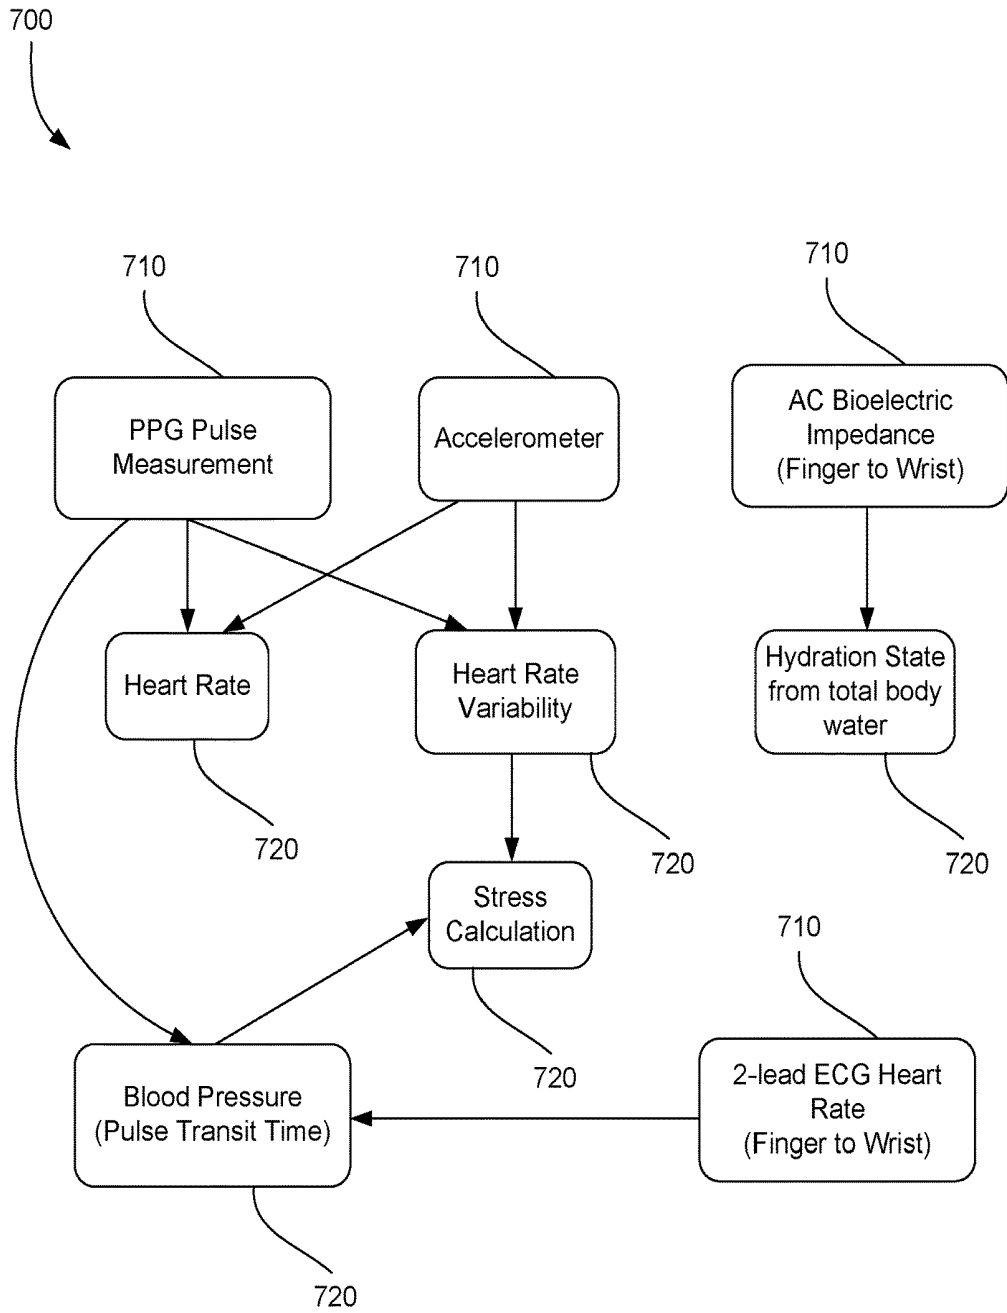 700
710
710
710
PPG Pulse
Measurement
Accelerometer
AC Bioelectric
Impedance
(Finger to Wrist)
Heart Rate
Heart Rate
Variability
Hydration State
from total body
water
720
720
720
Stress
Calculation
710
720
Blood Pressure
(Pulse Transit Time)
2-lead ECG Heart
Rate
(Finger to Wrist)
720